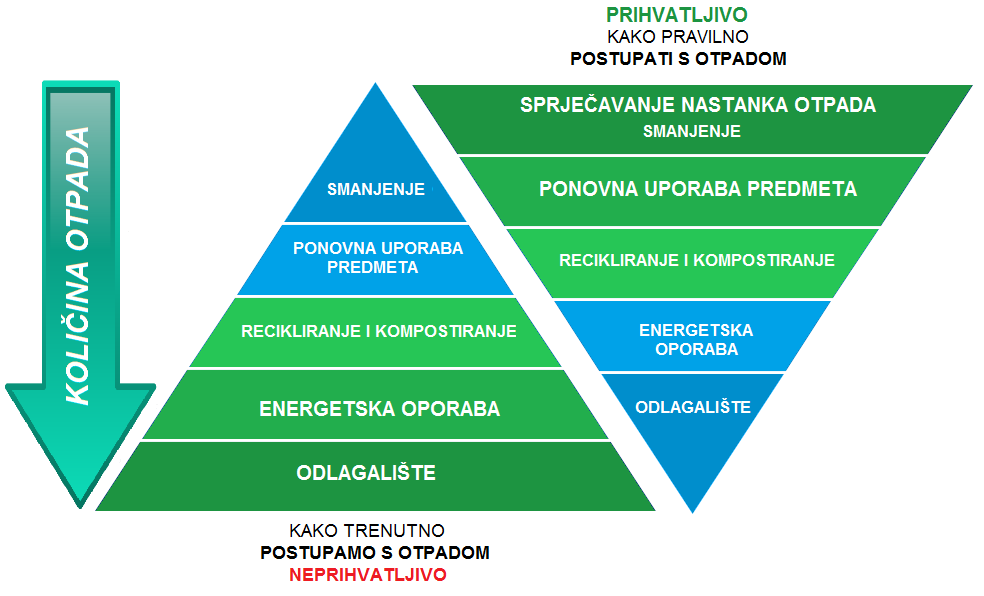 PRIHVATLJIVO
KAKO PRAVILNO
POSTUPATI S OTPADOM
KOLIČINA OTPADA
SMANJENJE
PONOVNA UPORABA
PREDMETA
RECIKLIRANJE I KOMPOSTIRANJE
ENERGETSKA OPORABA
ODLAGALIŠTE
KAKO TRENUTNO
POSTUPAMO S OTPADOM
NEPRIHVATLJIVO
SPRJEČAVANJE NASTANKA OTPADA
SMANJENJE
PONOVNA UPORABA PREDMETA
RECIKLIRANJE I KOMPOSTIRANJE
ENERGETSKA
OPORABA
ODLAGALIŠTE